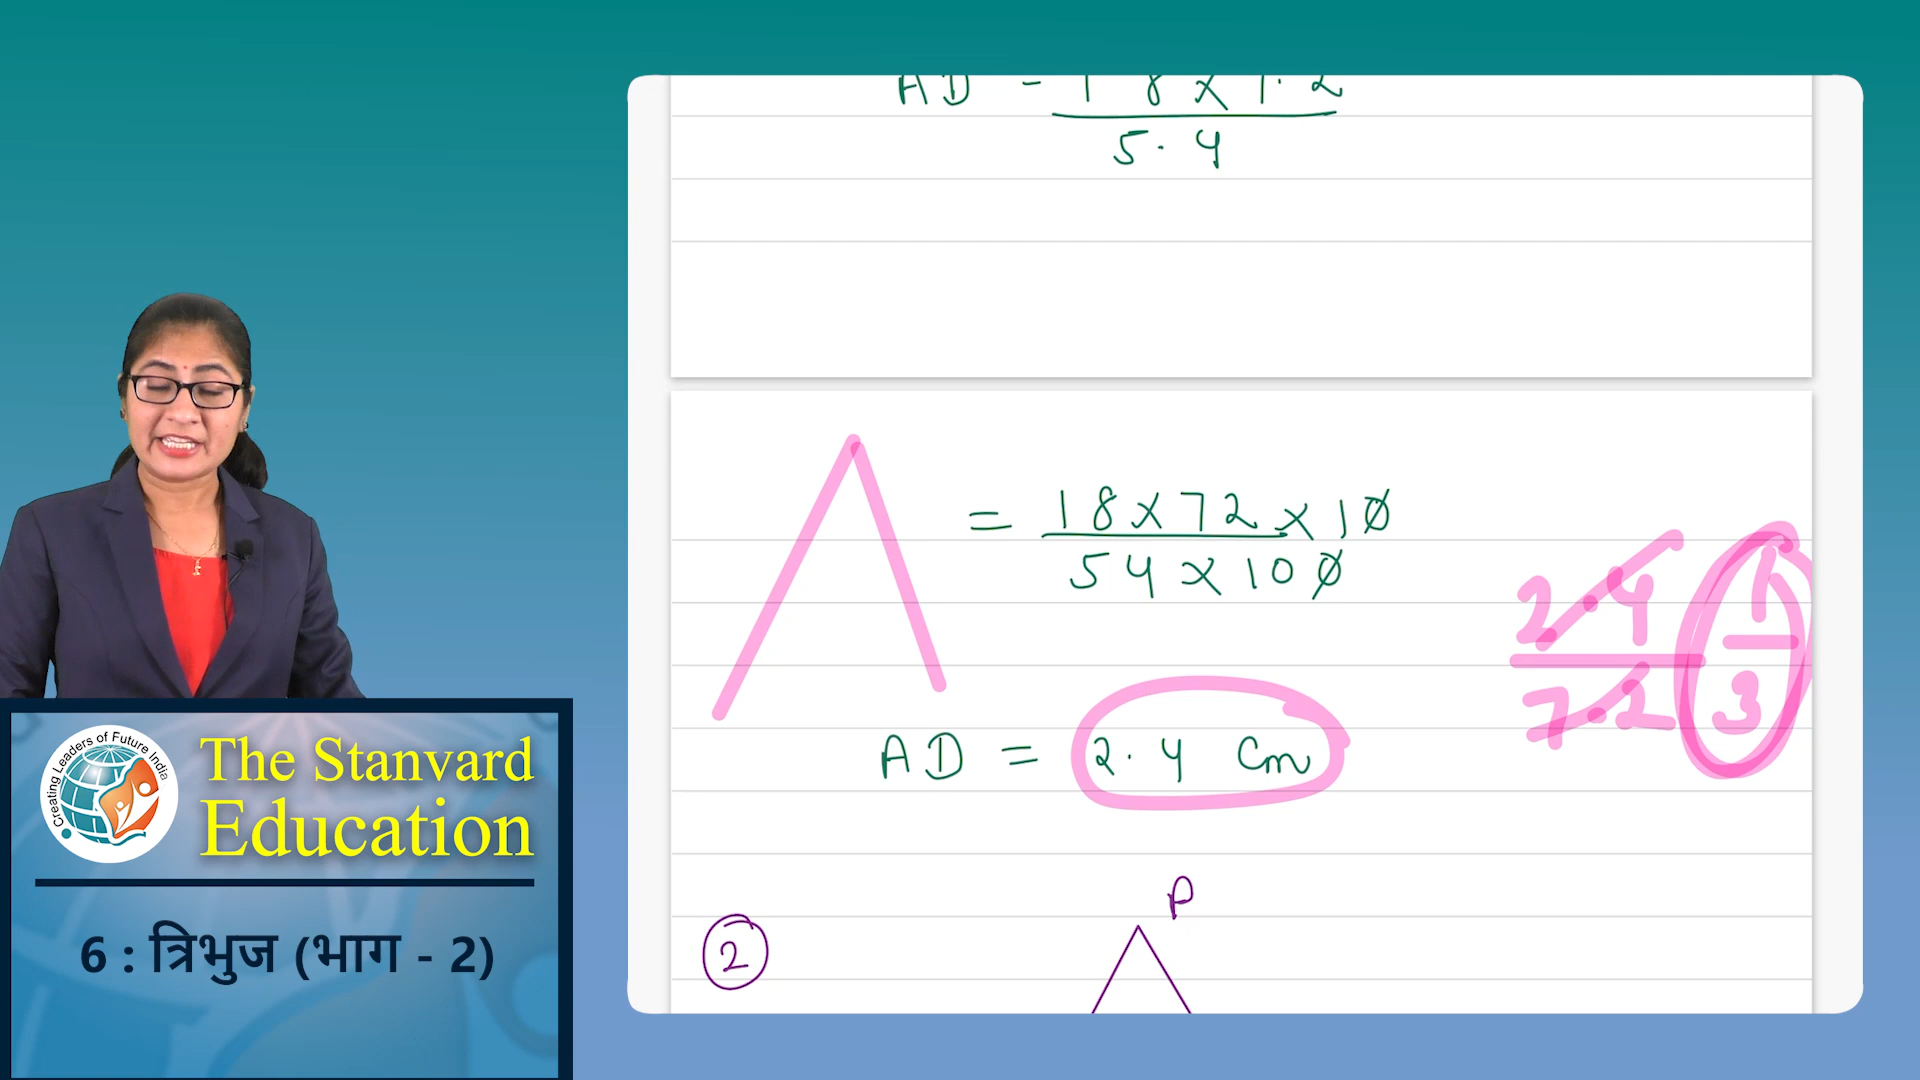 AD = 1.8 x 7.2
5.4
= 18 x 72 x 10
54 x 100
2.4
7.2
1
3
AD = 2.4 Cm
P
2
Creating Leaders of Future India
The Stanvard
Education
6 : त्रिभुज (भाग - 2)